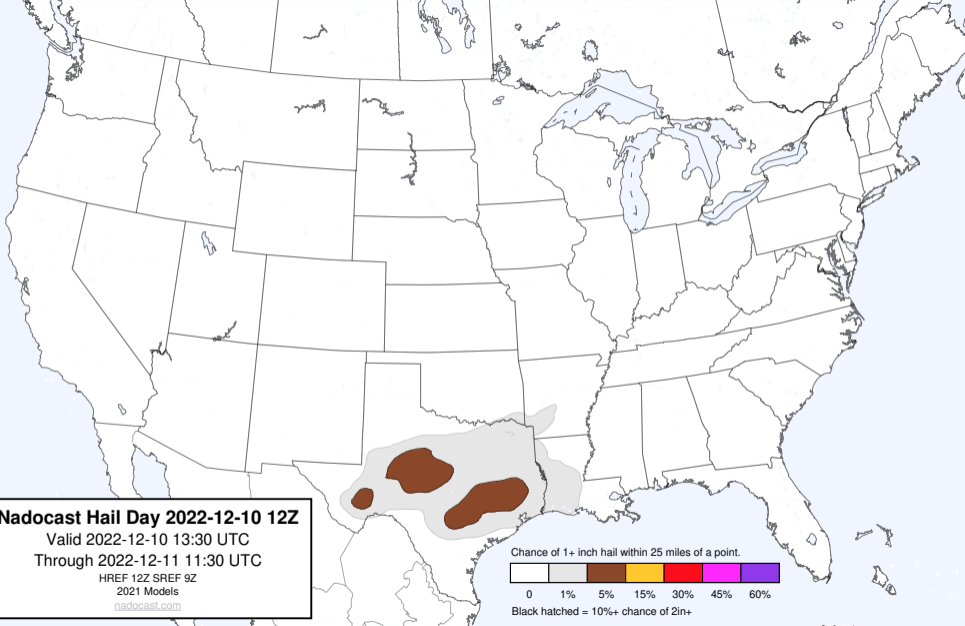 Nadocast Hail Day 2022-12-10 12Z
Valid 2022-12-10 13:30 UTC
Through 2022-12-11 11:30 UTC
HREF 12Z SREF 9Z
2021 Models
nadocast.com
Chance of 1+ inch hail within 25 miles of a point.
0 1% 5% 15% 30% 45% 60%
Black hatched = 10%+ chance of 2in+